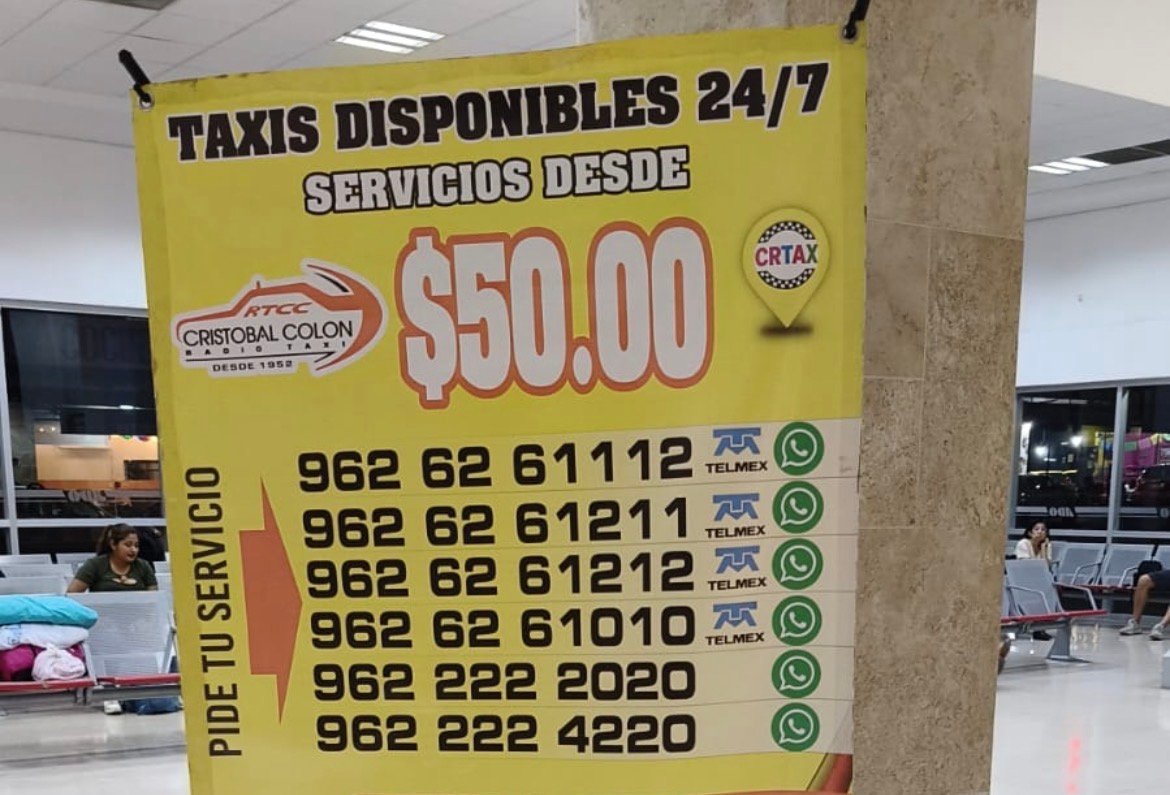 TAXIS DISPONIBLES 24/7
SERVICIOS DESDE
$50.00
CRTAX
RTCC
CRISTOBAL COLON
RADIO TAXI
DESDE 1952
PIDE TU SERVICIO
962 62 61112 TELMEX
962 62 61211 TELMEX
962 62 61212 TELMEX
962 62 61010 TELMEX
962 222 2020
962 222 4220